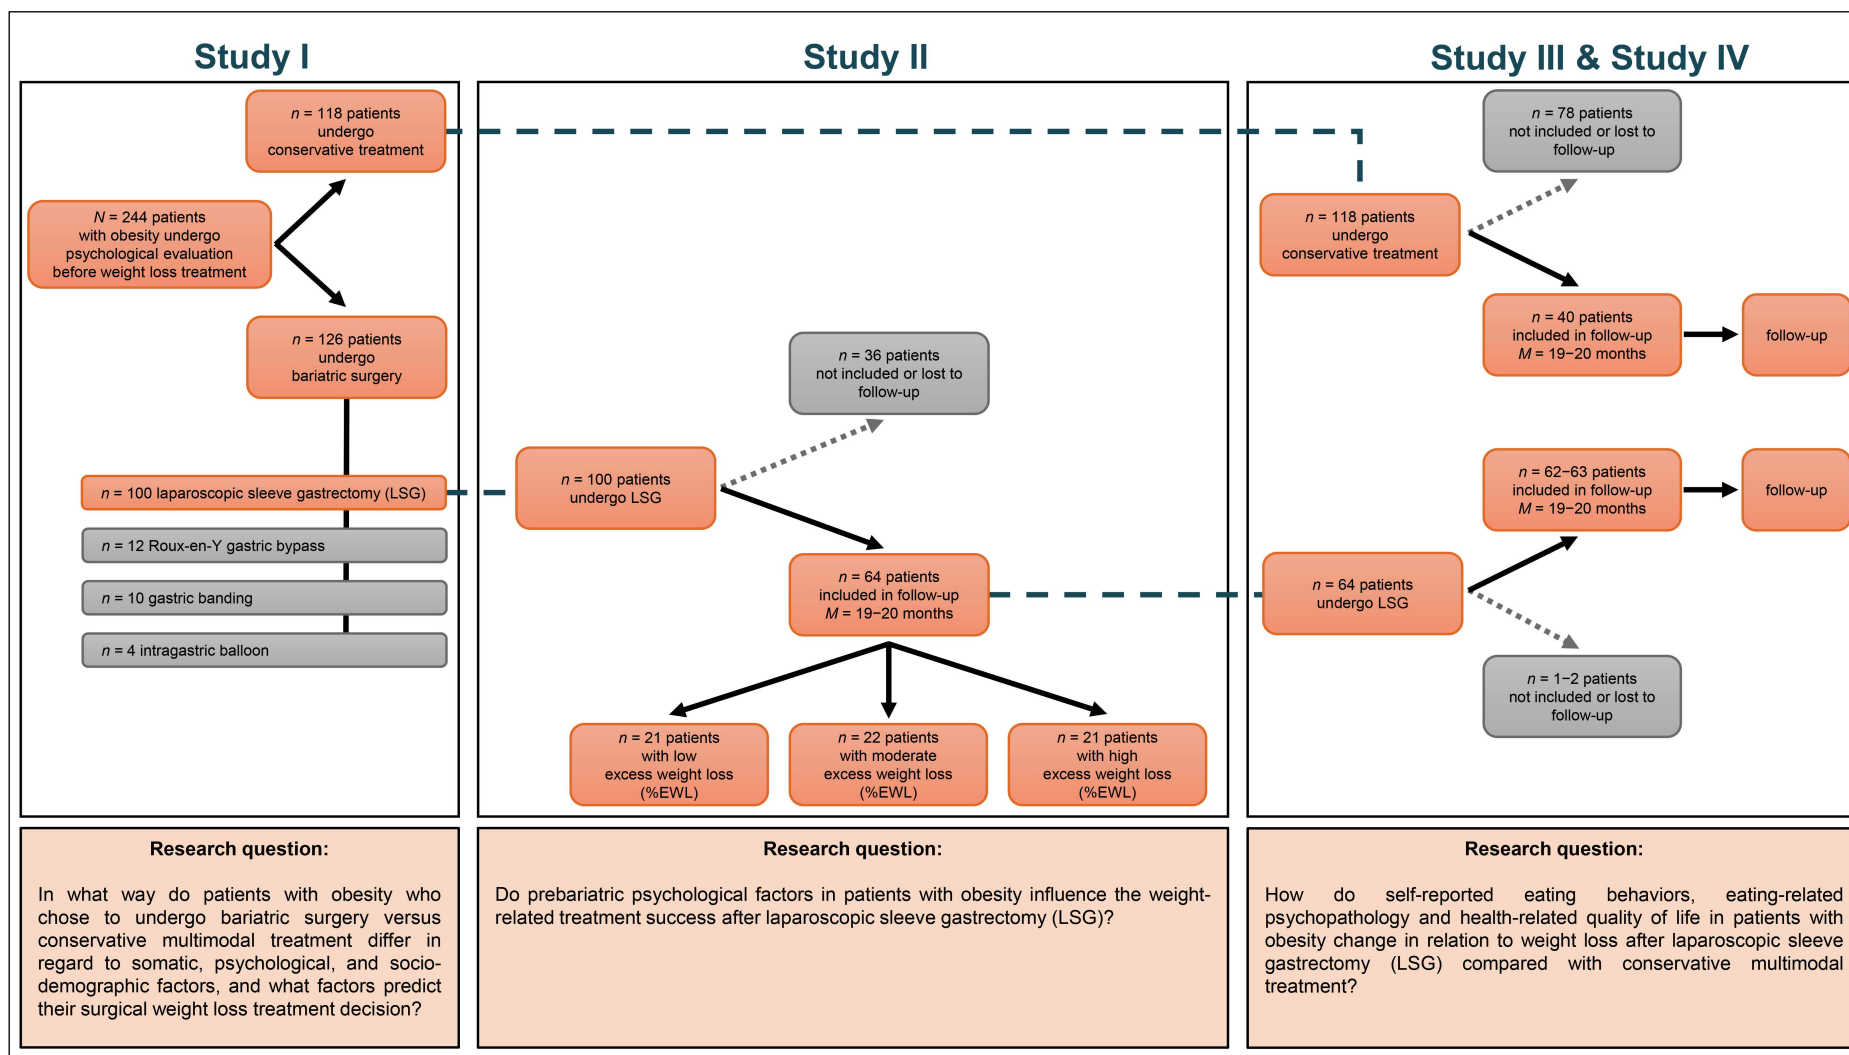 Study I
n = 118 patients
undergo
conservative treatment
N = 244 patients
with obesity undergo
psychological evaluation
before weight loss treatment
n = 126 patients
undergo
bariatric surgery
n = 100 laparoscopic sleeve gastrectomy (LSG)
n = 12 Roux-en-Y gastric bypass
n = 10 gastric banding
n = 4 intragastric balloon
Research question:
In what way do patients with obesity who
chose to undergo bariatric surgery versus
conservative multimodal treatment differ in
regard to somatic, psychological, and socio-
demographic factors, and what factors predict
their surgical weight loss treatment decision?
Study II
n = 36 patients
not included or lost to
follow-up
n = 100 patients
undergo LSG
n = 64 patients
included in follow-up
M = 19−20 months
n = 21 patients
with low
excess weight loss
(%EWL)
n = 22 patients
with moderate
excess weight loss
(%EWL)
n = 21 patients
with high
excess weight loss
(%EWL)
Research question:
Do prebariatric psychological factors in patients with obesity influence the weight-
related treatment success after laparoscopic sleeve gastrectomy (LSG)?
Study III & Study IV
n = 78 patients
not included or lost to
follow-up
n = 118 patients
undergo
conservative treatment
n = 40 patients
included in follow-up
M = 19−20 months
follow-up
n = 62−63 patients
included in follow-up
M = 19−20 months
follow-up
n = 64 patients
undergo LSG
n = 1−2 patients
not included or lost to
follow-up
Research question:
How do self-reported eating behaviors, eating-related
psychopathology and health-related quality of life in patients with
obesity change in relation to weight loss after laparoscopic sleeve
gastrectomy (LSG) compared with conservative multimodal
treatment?